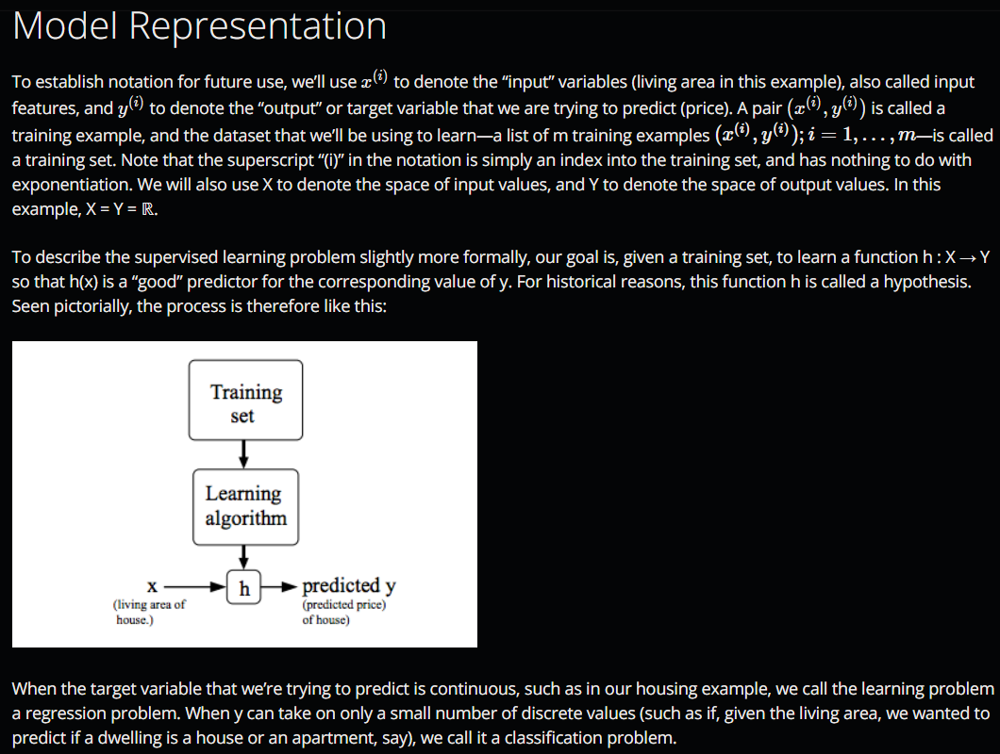 Model Representation
To establish notation for future use, we’ll use x^(i) to denote the “input” variables (living area in this example), also called input
features, and y^(i) to denote the “output” or target variable that we are trying to predict (price). A pair (x^(i), y^(i)) is called a
training example, and the dataset that we’ll be using to learn—a list of m training examples (x^(i), y^(i)); i = 1, . . . , m—is called
a training set. Note that the superscript “(i)” in the notation is simply an index into the training set, and has nothing to do with
exponentiation. We will also use X to denote the space of input values, and Y to denote the space of output values. In this
example, X = Y = ℝ.
To describe the supervised learning problem slightly more formally, our goal is, given a training set, to learn a function h : X → Y
so that h(x) is a “good” predictor for the corresponding value of y. For historical reasons, this function h is called a hypothesis.
Seen pictorially, the process is therefore like this:
Training
set
Learning
algorithm
x h predicted y
(living area of (predicted price)
house.) of house)
When the target variable that we’re trying to predict is continuous, such as in our housing example, we call the learning problem
a regression problem. When y can take on only a small number of discrete values (such as if, given the living area, we wanted to
predict if a dwelling is a house or an apartment, say), we call it a classification problem.